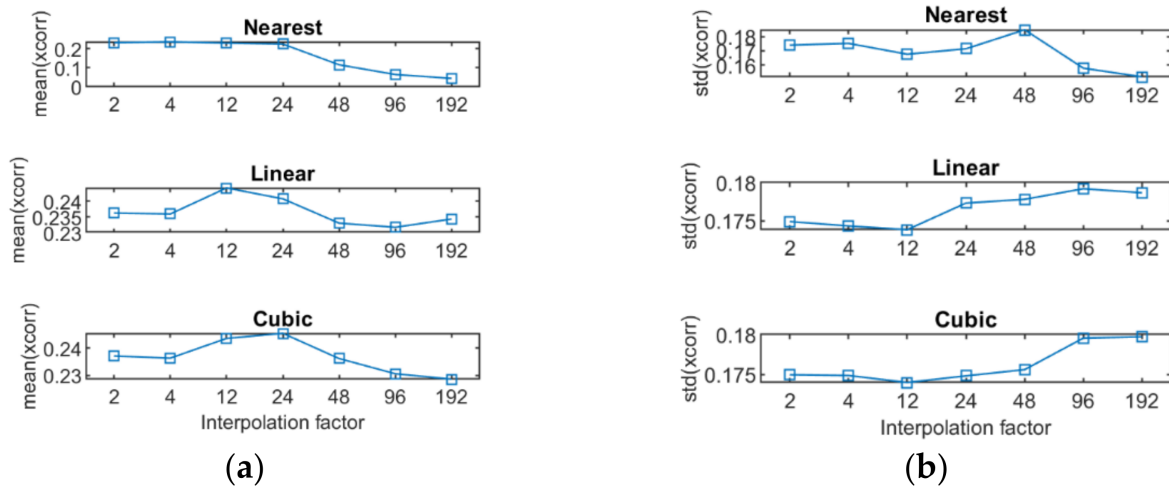 Nearest
mean(xcorr)
0.2
0.1
0
2 4 12 24 48 96 192
Linear
mean(xcorr)
0.24
0.235
0.23
2 4 12 24 48 96 192
Cubic
mean(xcorr)
0.24
0.23
2 4 12 24 48 96 192
Interpolation factor
(a)
Nearest
std(xcorr)
0.18
0.17
0.16
2 4 12 24 48 96 192
Linear
std(xcorr)
0.18
0.175
2 4 12 24 48 96 192
Cubic
std(xcorr)
0.18
0.175
2 4 12 24 48 96 192
Interpolation factor
(b)